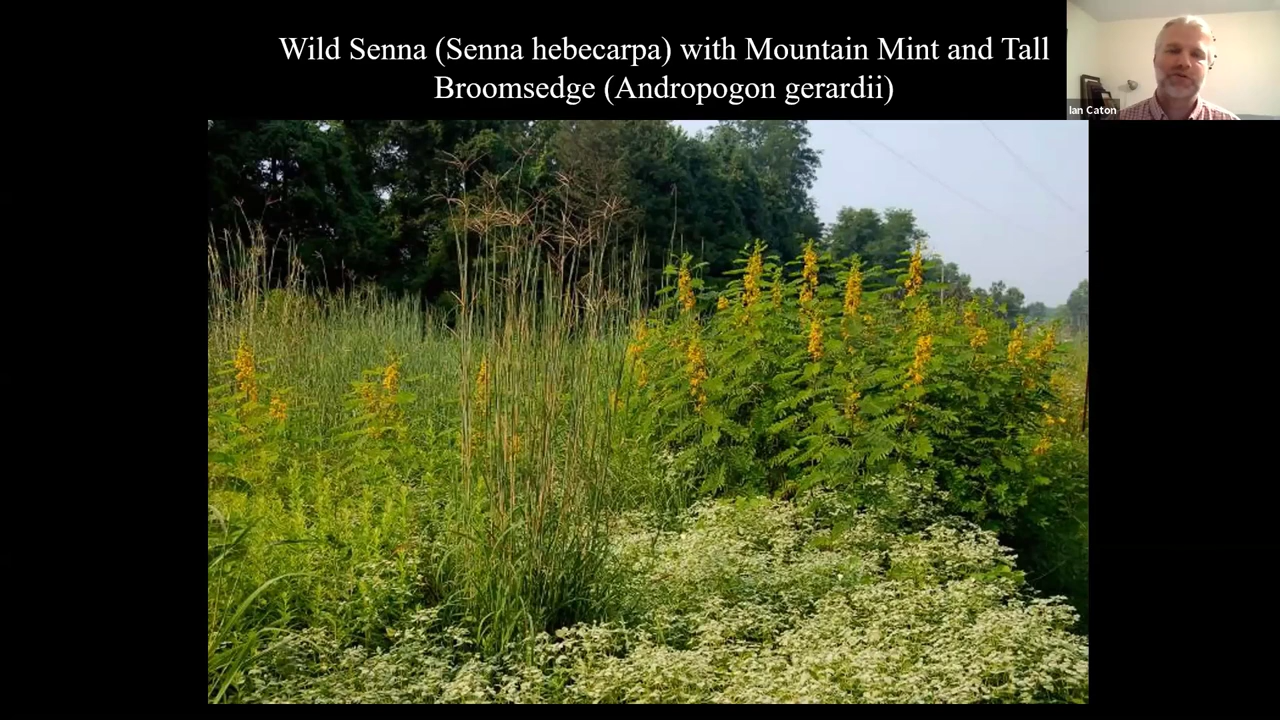 Wild Senna (Senna hebecarpa) with Mountain Mint and Tall
Broomsedge (Andropogon gerardii)
Ian Caton